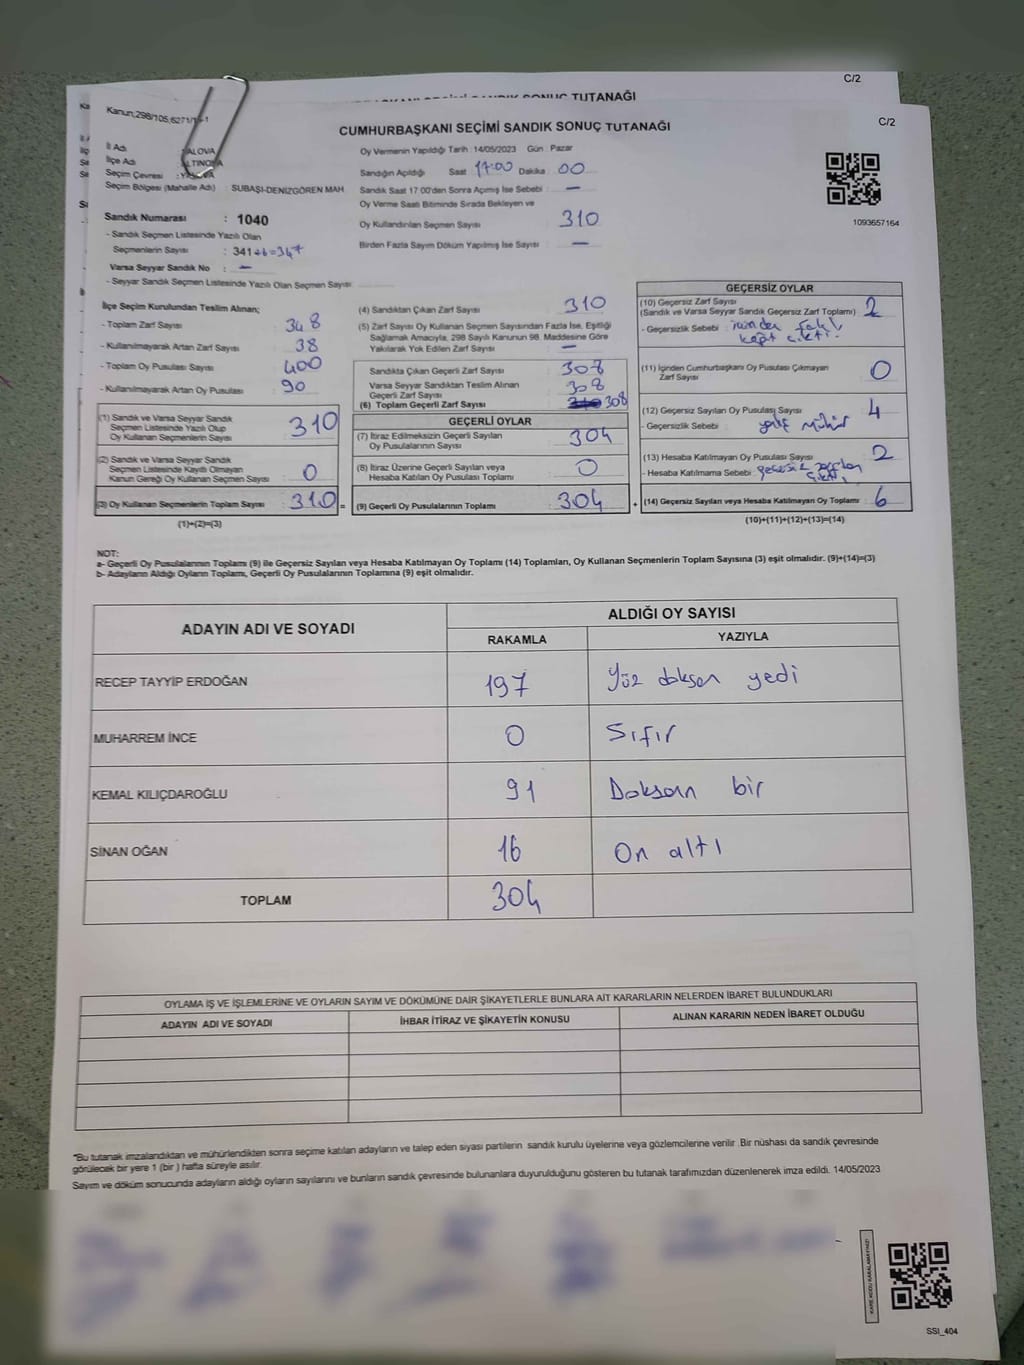 C/2
SONUÇ TUTANAĞI
C/2
Kanun;298/105;6271/
CUMHURBAŞKANI SEÇİMİ SANDIK SONUÇ TUTANAĞI
İl Adı : YALOVA
İlçe Adı : ALTINOVA
Seçim Çevresi : YALOVA
Seçim Bölgesi (Mahalle Adı) : SUBAŞI-DENİZGÖREN MAH.
Sandık Numarası : 1040
- Sandık Seçmen Listesinde Yazılı Olan
Seçmenlerin Sayısı : 341+6=347
Varsa Seyyar Sandık No : -
- Seyyar Sandık Seçmen Listesinde Yazılı Olan Seçmen Sayısı
Oy Vermenin Yapıldığı Tarih : 14/05/2023 Gün : Pazar
Sandığın Açıldığı Saat 17:00 Dakika : 00
Sandık Saat 17.00'den Sonra Açımış İse Sebebi : -
Oy Verme Saati Bitiminde Sırada Bekleyen ve
Oy Kullandırılan Seçmen Sayısı 310
Birden Fazla Sayım Döküm Yapılmış İse Sayısı -
1093657164
İlçe Seçim Kurulundan Teslim Alınan;
- Toplam Zarf Sayısı : 348
- Kullanılmayarak Artan Zarf Sayısı : 38
- Toplam Oy Pusulası Sayısı : 400
- Kullanılmayarak Artan Oy Pusulası : 90
(1) Sandık ve Varsa Seyyar Sandık
Seçmen Listesinde Yazılı Olup
Oy Kullanan Seçmenlerin Sayısı : 310
(2) Sandık ve Varsa Seyyar Sandık
Seçmen Listesinde Kayıtlı Olmayan
Kanun Gereği Oy Kullanan Seçmen Sayısı : 0
(3) Oy Kullanan Seçmenlerin Toplam Sayısı : 310 =
(1)+(2)=(3)
(4) Sandıktan Çıkan Zarf Sayısı 310
(5) Zarf Sayısı Oy Kullanan Seçmen Sayısından Fazla İse, Eşitliği
Sağlamak Amacıyla, 298 Sayılı Kanunun 98. Maddesine Göre
Yakılarak Yok Edilen Zarf Sayısı -
Sandıkta Çıkan Geçerli Zarf Sayısı 308
Varsa Seyyar Sandıktan Teslim Alınan
Geçerli Zarf Sayısı 308
(6) Toplam Geçerli Zarf Sayısı 308
GEÇERLİ OYLAR
(7) İtiraz Edilmeksizin Geçerli Sayılan
Oy Pusulalarının Sayısı 304
(8) İtiraz Üzerine Geçerli Sayılan veya
Hesaba Katılan Oy Pusulası Toplamı 0
(9) Geçerli Oy Pusulalarının Toplamı 304 +
GEÇERSİZ OYLAR
(10) Geçersiz Zarf Sayısı
(Sandık ve Varsa Seyyar Sandık Geçersiz Zarf Toplamı) 2
- Geçersizlik Sebebi : çıktı.
(11) İçinden Cumhurbaşkanı Oy Pusulası Çıkmayan
Zarf Sayısı 0
(12) Geçersiz Sayılan Oy Pusulası Sayısı 4
- Geçersizlik Sebebi mühür
(13) Hesaba Katılmayan Oy Pusulası Sayısı 2
- Hesaba Katılmama Sebebi : geçersiz
(14) Geçersiz Sayılan veya Hesaba Katılmayan Oy Toplamı 6
(10)+(11)+(12)+(13)=(14)
NOT:
a- Geçerli Oy Pusulalarının Toplamı (9) ile Geçersiz Sayılan veya Hesaba Katılmayan Oy Toplamı (14) Toplamları, Oy Kullanan Seçmenlerin Toplam Sayısına (3) eşit olmalıdır. (9)+(14)=(3)
b- Adayların Aldığı Oyların Toplamı, Geçerli Oy Pusulalarının Toplamına (9) eşit olmalıdır.
ADAYIN ADI VE SOYADI
ALDIĞI OY SAYISI
RAKAMLA YAZIYLA
RECEP TAYYİP ERDOĞAN 197 Yüz doksan yedi
MUHARREM İNCE 0 Sıfır
KEMAL KILIÇDAROĞLU 91 Doksan bir
SİNAN OĞAN 16 On altı
TOPLAM 304
OYLAMA İŞ VE İŞLEMLERİNE VE OYLARIN SAYIM VE DÖKÜMÜNE DAİR ŞİKAYETLERLE BUNLARA AİT KARARLARIN NELERDEN İBARET BULUNDUKLARI
ADAYIN ADI VE SOYADI İHBAR İTİRAZ VE ŞİKAYETİN KONUSU ALINAN KARARIN NEDEN İBARET OLDUĞU
*Bu tutanak imzalandıktan ve mühürlendikten sonra seçime katılan adayların ve talep eden siyasi partilerin sandık kurulu üyelerine veya gözlemcilerine verilir. Bir nüshası da sandık çevresinde
görülecek bir yere 1 (bir) hafta süreyle asılır.
Sayım ve döküm sonucunda adayların aldığı oyların sayılarını ve bunların sandık çevresinde bulunanlara duyurulduğunu gösteren bu tutanak tarafımızdan düzenlenerek imza edildi. 14/05/2023
KARE KODU KARALAMAYINIZ!
SSI_404